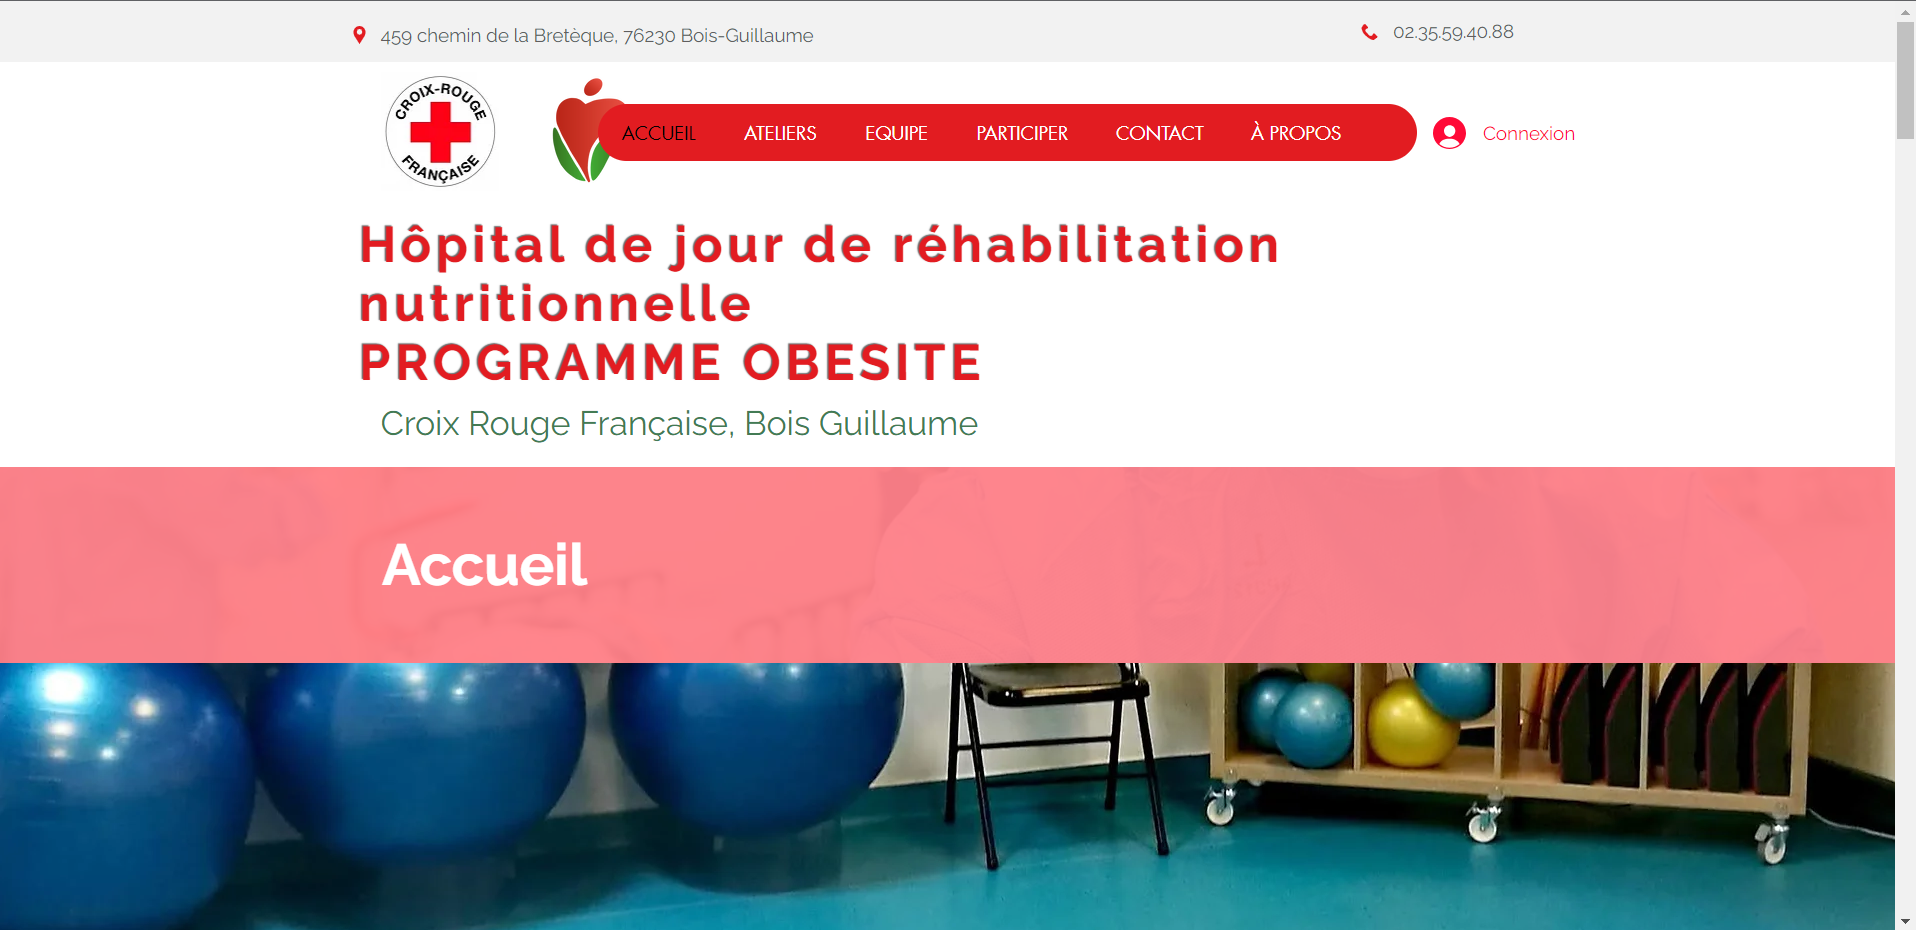 459 chemin de la Bretèque, 76230 Bois-Guillaume
02.35.59.40.88
CROIX-ROUGE
FRANÇAISE
ACCUEIL
ATELIERS
EQUIPE
PARTICIPER
CONTACT
À PROPOS
Connexion
Hôpital de jour de réhabilitation
nutritionnelle
PROGRAMME OBESITE
Croix Rouge Française, Bois Guillaume
Accueil